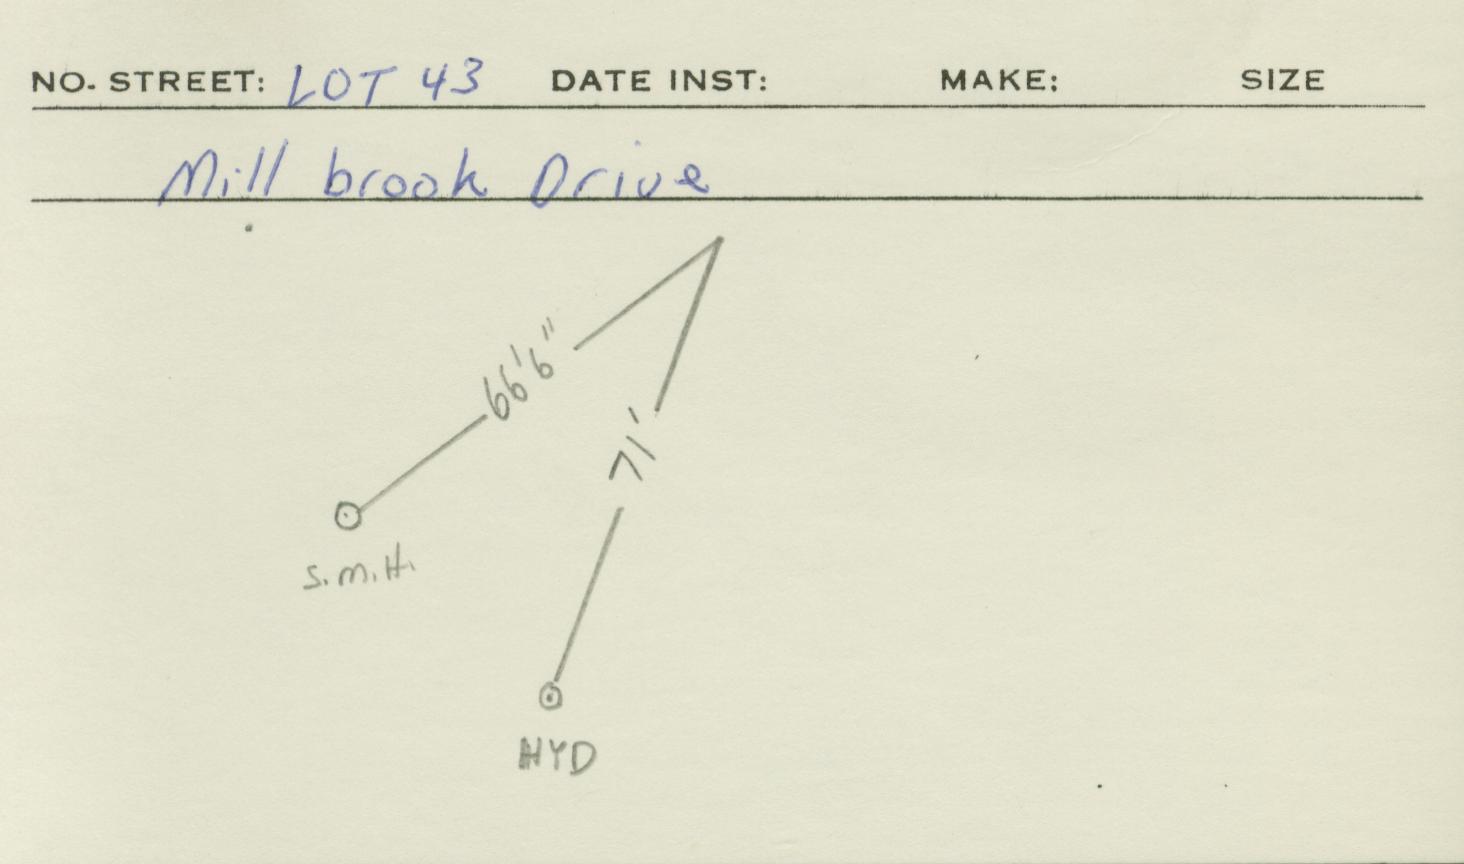 NO. STREET: LOT 43 DATE INST: MAKE: SIZE
Mill brook Drive
66'6"
71'
S.M.H.
HYD